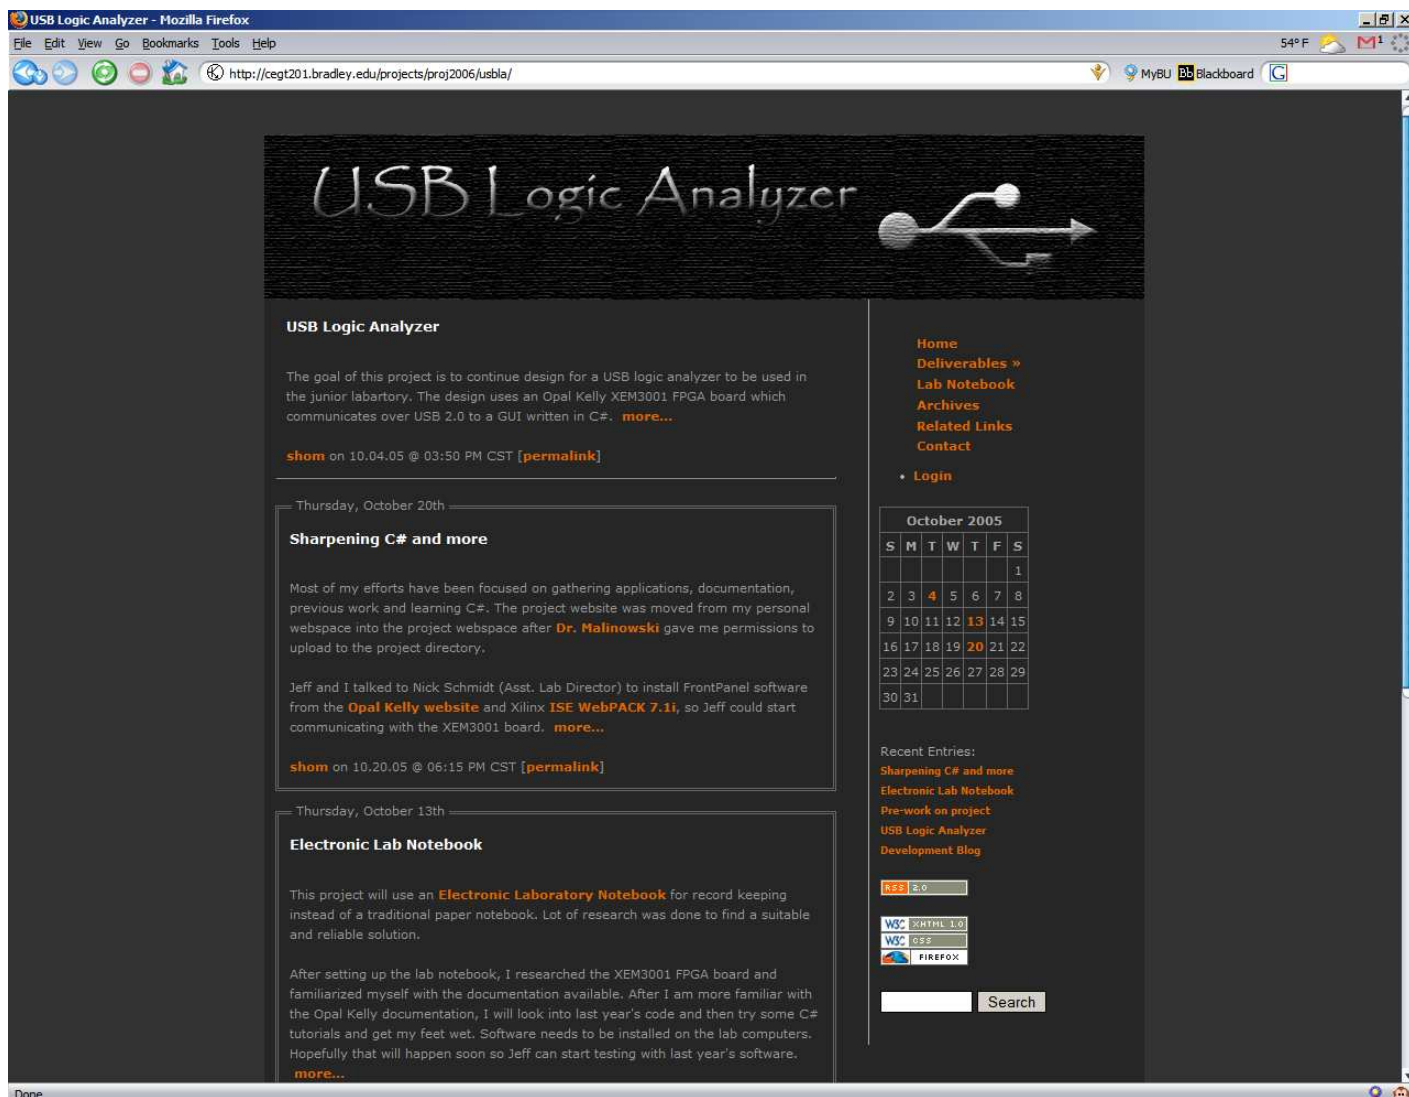 USB Logic Analyzer - Mozilla Firefox
File Edit View Go Bookmarks Tools Help
54° F
1
http://cegt201.bradley.edu/projects/proj2006/usbla/
MyBU Bb Blackboard G
USB Logic Analyzer
USB Logic Analyzer
The goal of this project is to continue design for a USB logic analyzer to be used in
the junior labartory. The design uses an Opal Kelly XEM3001 FPGA board which
communicates over USB 2.0 to a GUI written in C#. more...
shom on 10.04.05 @ 03:50 PM CST [permalink]
Thursday, October 20th
Sharpening C# and more
Most of my efforts have been focused on gathering applications, documentation,
previous work and learning C#. The project website was moved from my personal
webspace into the project webspace after Dr. Malinowski gave me permissions to
upload to the project directory.
Jeff and I talked to Nick Schmidt (Asst. Lab Director) to install FrontPanel software
from the Opal Kelly website and Xilinx ISE WebPACK 7.1i, so Jeff could start
communicating with the XEM3001 board. more...
shom on 10.20.05 @ 06:15 PM CST [permalink]
Thursday, October 13th
Electronic Lab Notebook
This project will use an Electronic Laboratory Notebook for record keeping
instead of a traditional paper notebook. Lot of research was done to find a suitable
and reliable solution.
After setting up the lab notebook, I researched the XEM3001 FPGA board and
familiarized myself with the documentation available. After I am more familiar with
the Opal Kelly documentation, I will look into last year's code and then try some C#
tutorials and get my feet wet. Software needs to be installed on the lab computers.
Hopefully that will happen soon so Jeff can start testing with last year's software.
more...
Home
Deliverables »
Lab Notebook
Archives
Related Links
Contact
• Login
October 2005
S M T W T F S
1
2 3 4 5 6 7 8
9 10 11 12 13 14 15
16 17 18 19 20 21 22
23 24 25 26 27 28 29
30 31
Recent Entries:
Sharpening C# and more
Electronic Lab Notebook
Pre-work on project
USB Logic Analyzer
Development Blog
RSS 2.0
W3C XHTML 1.0
W3C CSS
FIREFOX
Search
Done